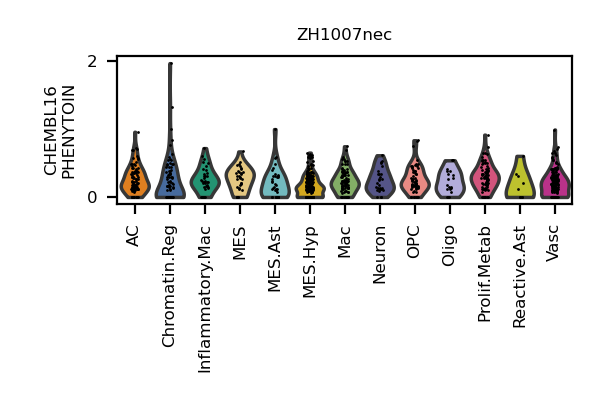 ZH1007nec
CHEMBL16
PHENYTOIN
2
0
AC
Chromatin.Reg
Inflammatory.Mac
MES
MES.Ast
MES.Hyp
Mac
Neuron
OPC
Oligo
Prolif.Metab
Reactive.Ast
Vasc